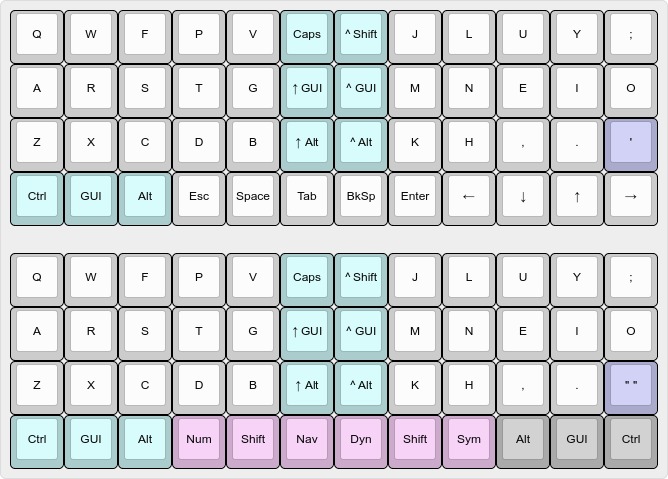 Q W F P V Caps ^ Shift J L U Y ;
A R S T G ↑ GUI ^ GUI M N E I O
Z X C D B ↑ Alt ^ Alt K H , . '
Ctrl GUI Alt Esc Space Tab BkSp Enter ← ↓ ↑ →
Q W F P V Caps ^ Shift J L U Y ;
A R S T G ↑ GUI ^ GUI M N E I O
Z X C D B ↑ Alt ^ Alt K H , . " "
Ctrl GUI Alt Num Shift Nav Dyn Shift Sym Alt GUI Ctrl